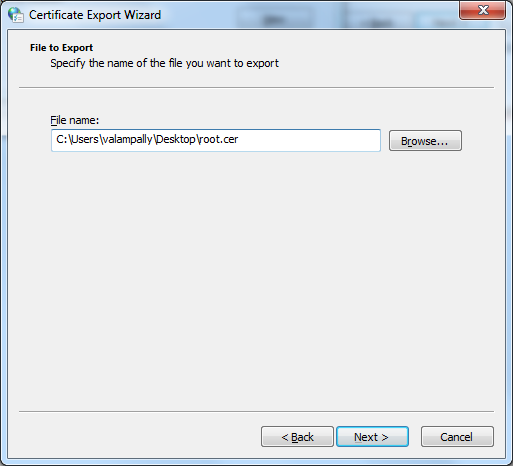 Certificate Export Wizard
File to Export
Specify the name of the file you want to export
File name:
C:\Users\valampally\Desktop\root.cer
Browse...
< Back
Next >
Cancel